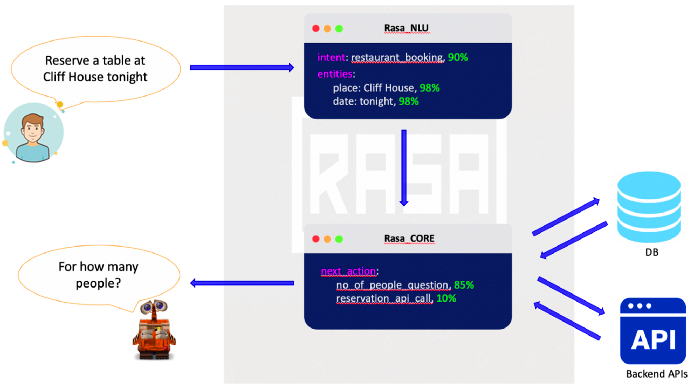 Rasa_NLU
Reserve a table at
Cliff House tonight
intent: restaurant_booking, 90%
entities:
place: Cliff House, 98%
date: tonight, 98%
RASA
Rasa_CORE
For how many
people?
next_action:
no_of_people_question, 85%
reservation_api_call, 10%
DB
API
Backend APIs